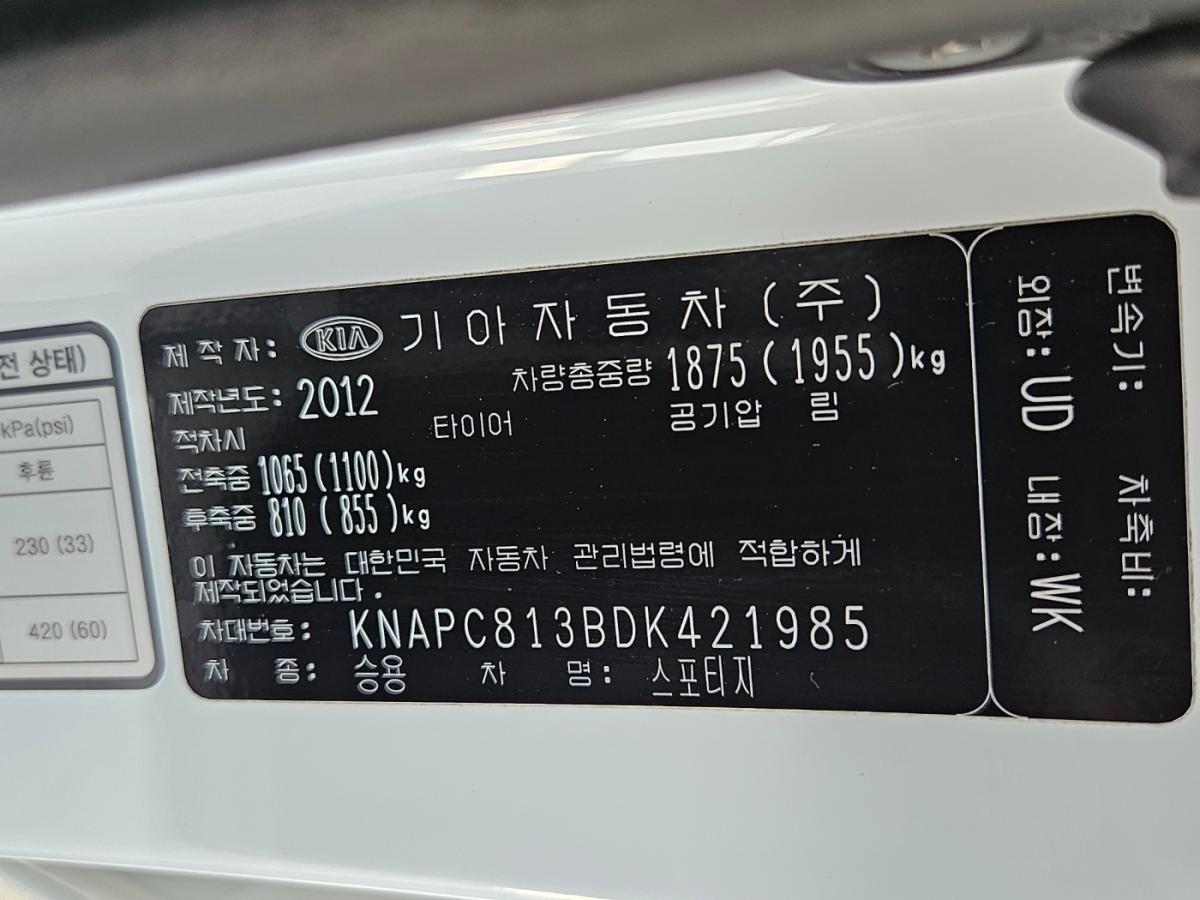 전 상태)
kPa(psi)
후륜
230 (33)
420 (60)
제작자: KIA 기아자동차(주)
제작년도: 2012 차량총중량 1875(1955)kg
적차시 타이어 공기압 림
전축중 1065(1100)kg
후축중 810(855)kg
이 자동차는 대한민국 자동차 관리법령에 적합하게
제작되었습니다.
차대번호: KNAPC813BDK421985
차 종: 승용 차 명: 스포티지
변속기: 차축비:
외장: UD 내장: WK